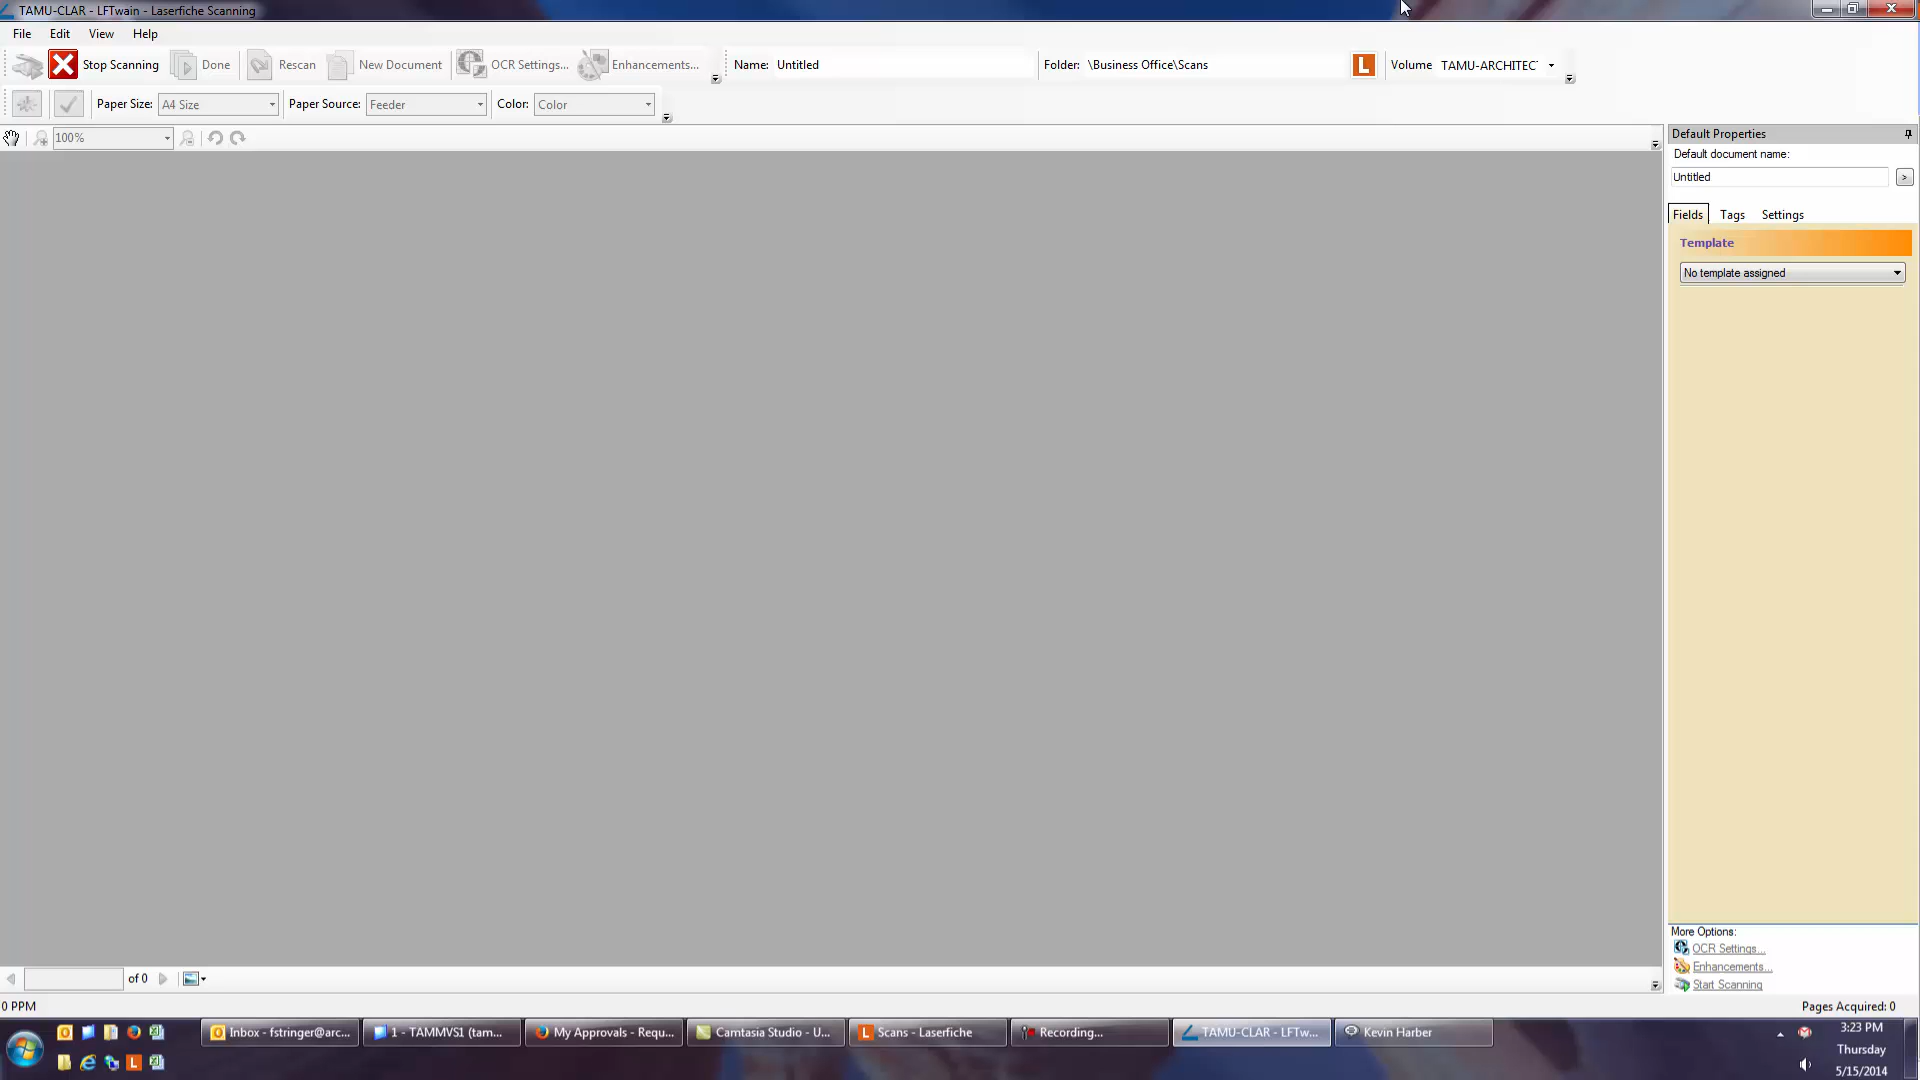 TAMU-CLAR - LFTwain - Laserfiche Scanning
File Edit View Help
Stop Scanning Done Rescan New Document OCR Settings... Enhancements... Name: Untitled Folder: \Business Office\Scans L Volume TAMU-ARCHITEC
Paper Size: A4 Size Paper Source: Feeder Color: Color
100%
Default Properties
Default document name:
Untitled >
Fields Tags Settings
Template
No template assigned
More Options:
OCR Settings...
Enhancements...
Start Scanning
of 0
0 PPM Pages Acquired: 0
Inbox - fstringer@arc... 1 - TAMMVS1 (tam... My Approvals - Requ... Camtasia Studio - U... L Scans - Laserfiche Recording... TAMU-CLAR - LFTw... Kevin Harber
3:23 PM
Thursday
5/15/2014